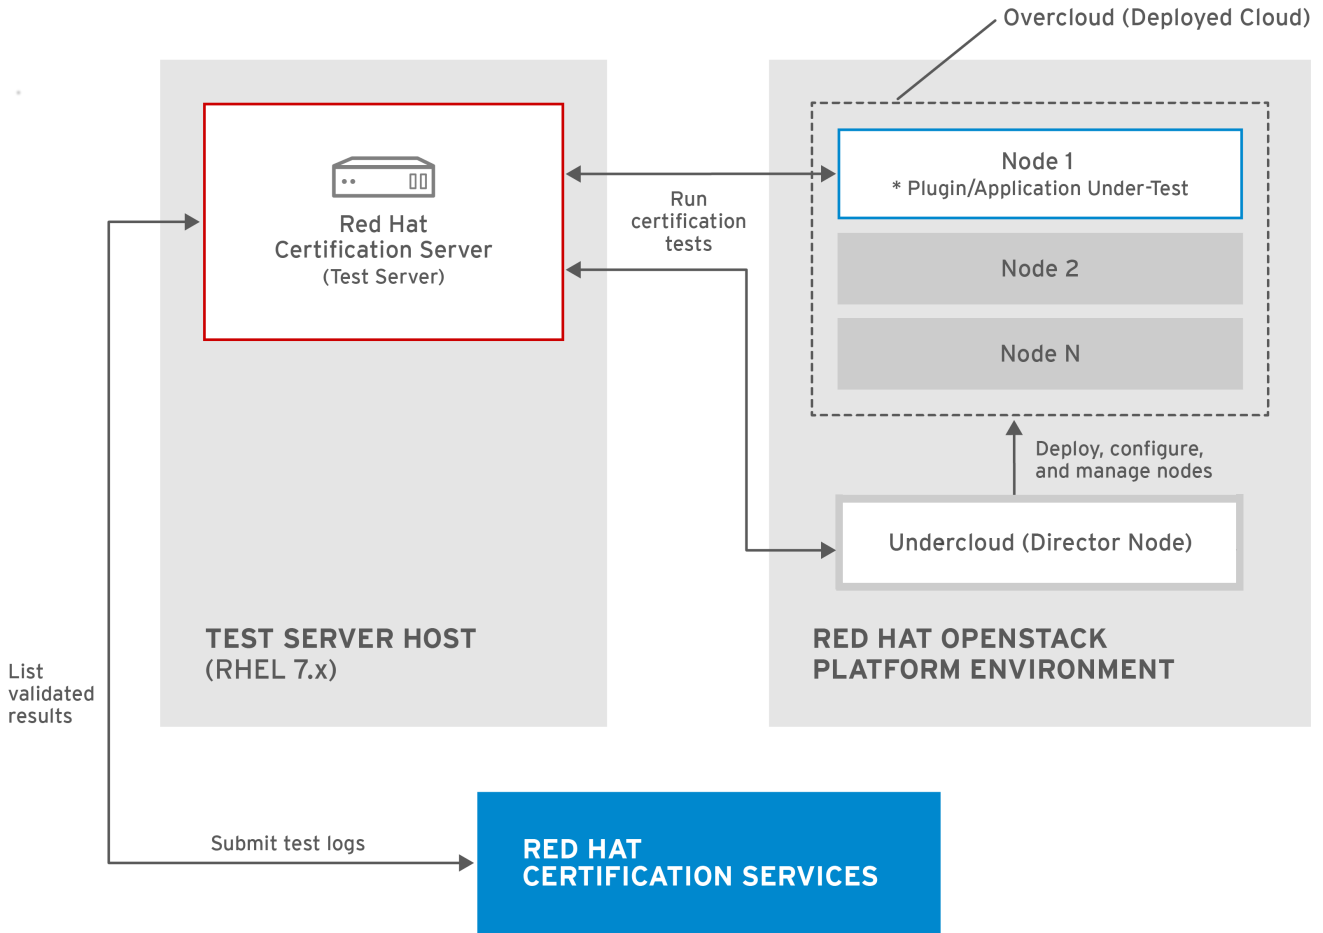 Overcloud (Deployed Cloud)
Red Hat
Certification Server
(Test Server)
Run
certification
tests
Node 1
* Plugin/Application Under-Test
Node 2
Node N
Deploy, configure,
and manage nodes
Undercloud (Director Node)
TEST SERVER HOST
(RHEL 7.x)
RED HAT OPENSTACK
PLATFORM ENVIRONMENT
List
validated
results
Submit test logs
RED HAT
CERTIFICATION SERVICES